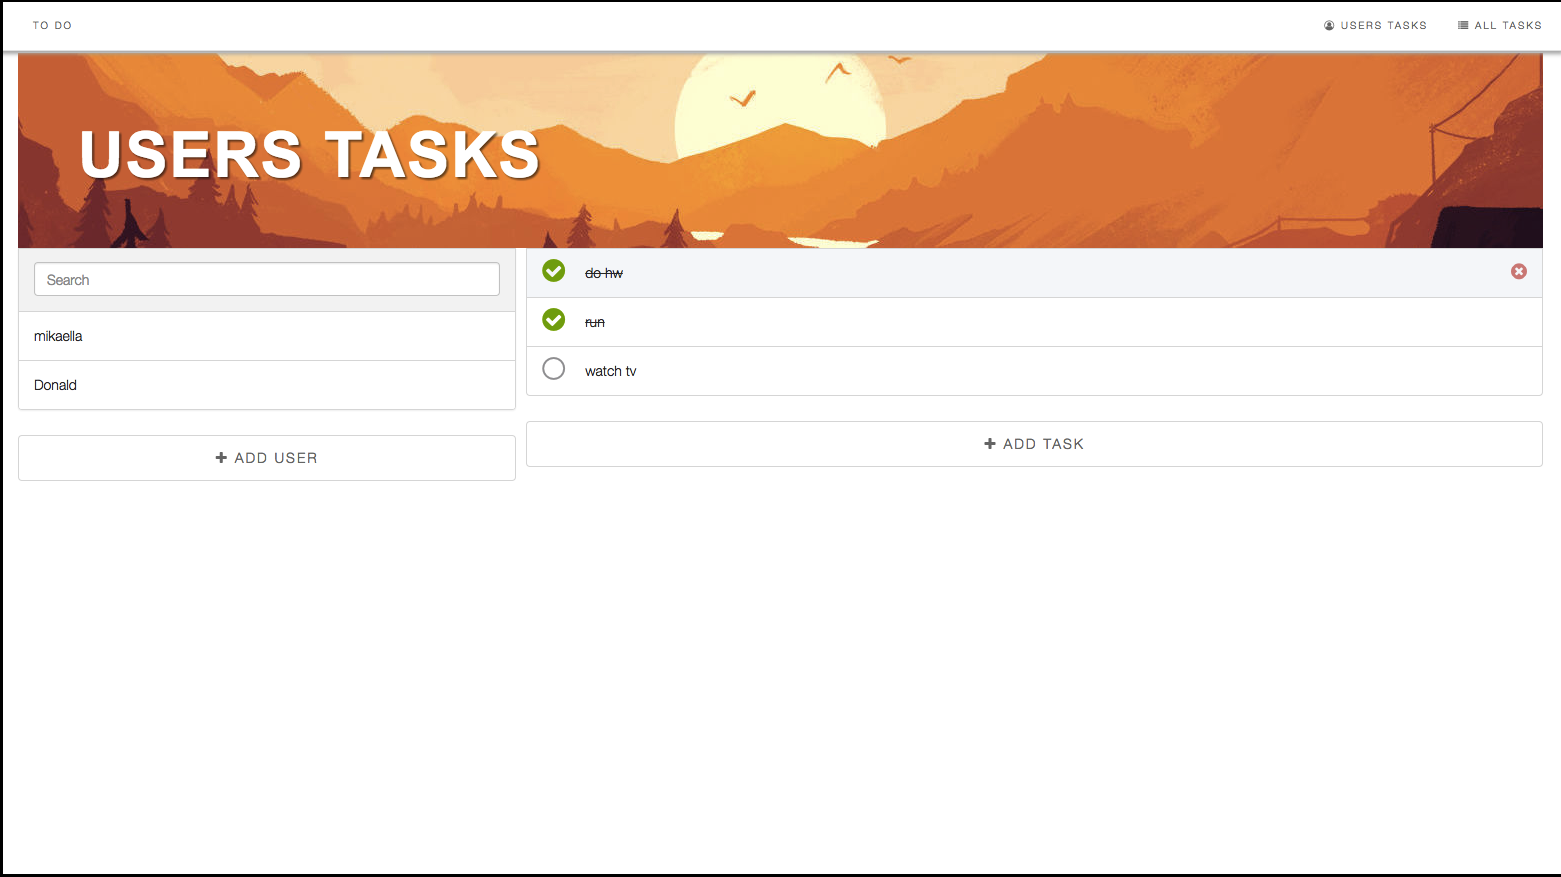 TO DO
USERS TASKS
ALL TASKS
USERS TASKS
Search
mikaella
Donald
ADD USER
do hw
run
watch tv
ADD TASK